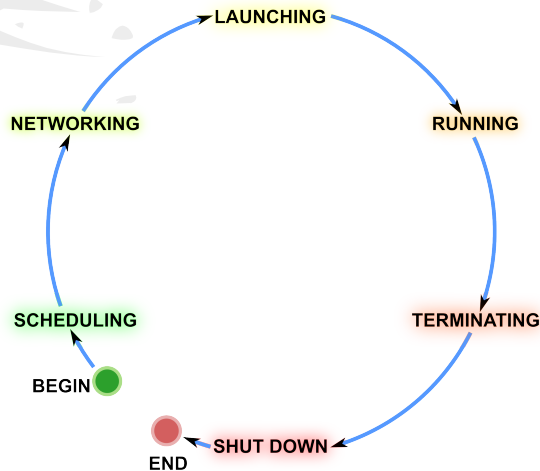 LAUNCHING
NETWORKING
RUNNING
SCHEDULING
TERMINATING
BEGIN
SHUT DOWN
END